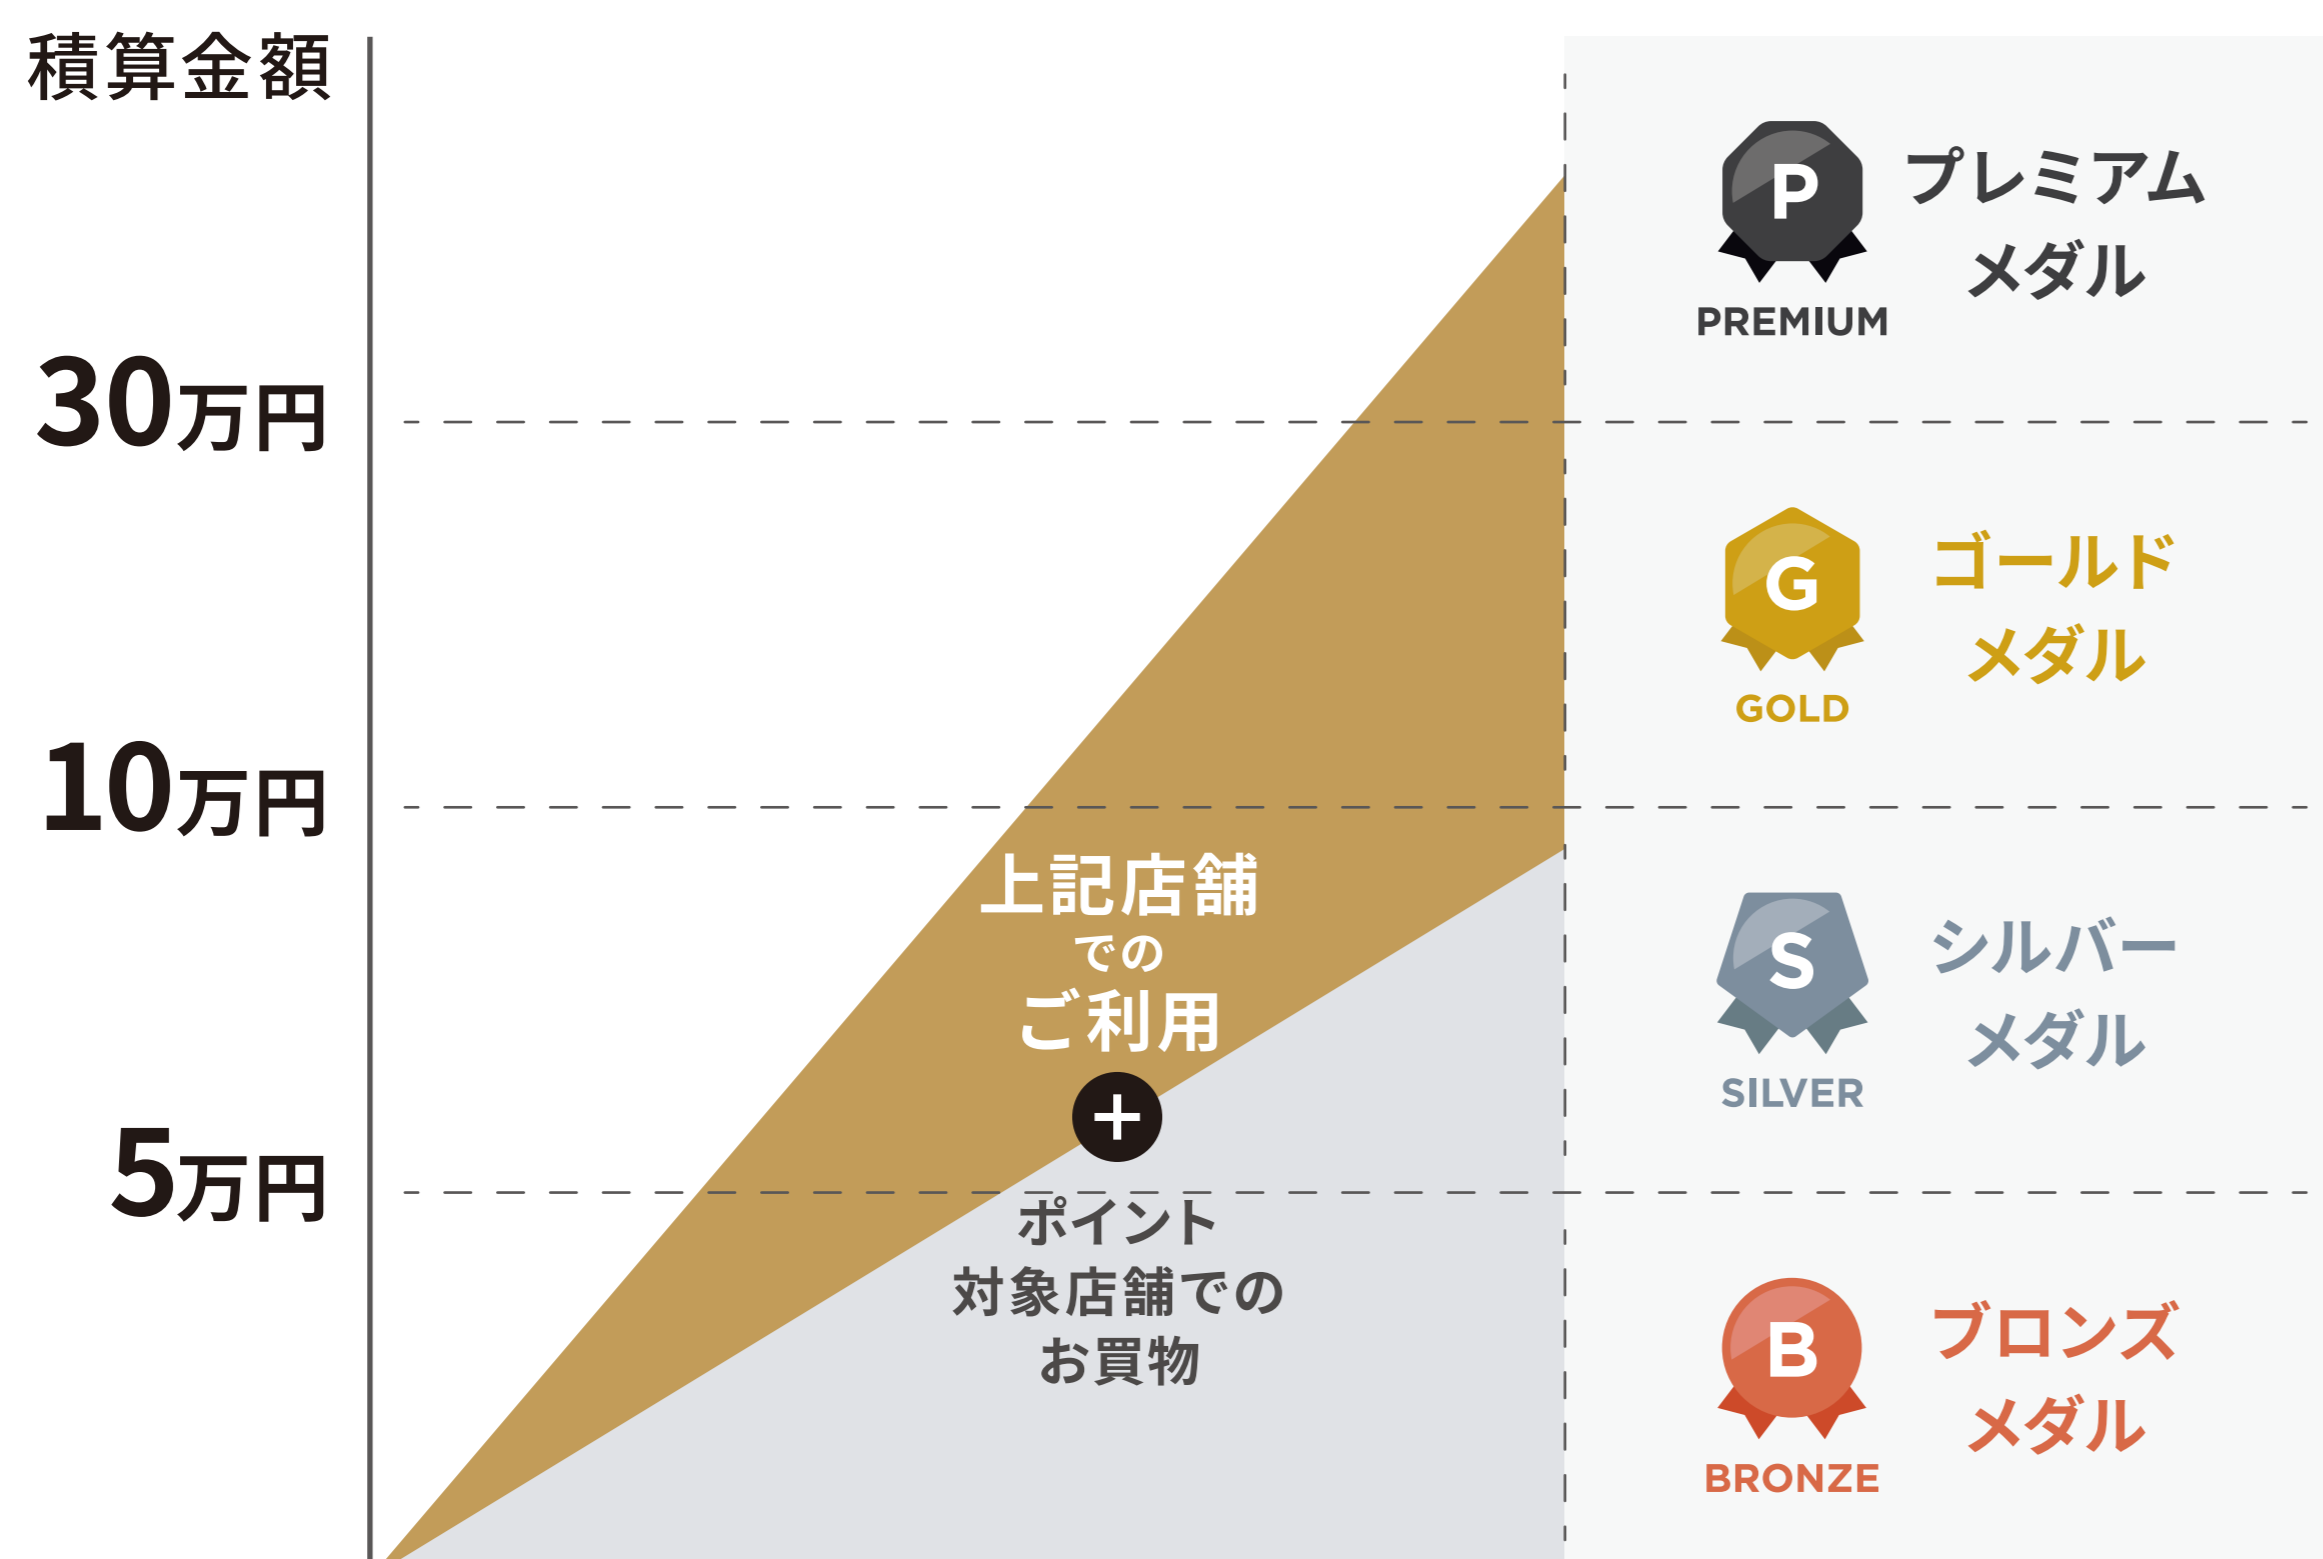 積算金額
30万円
10万円
5万円
上記店舗
での
ご利用
+
ポイント
対象店舗での
お買物
P
PREMIUM
プレミアム
メダル
G
GOLD
ゴールド
メダル
S
SILVER
シルバー
メダル
B
BRONZE
ブロンズ
メダル